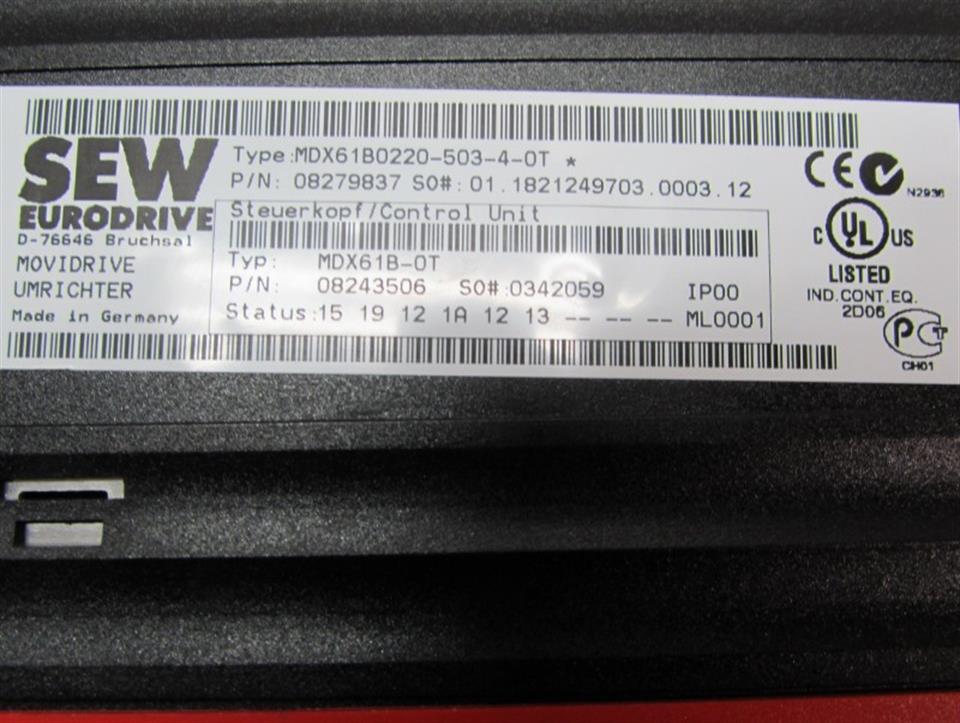 SEW
EURODRIVE
D-76646 Bruchsal
MOVIDRIVE
UMRICHTER
Made in Germany
Type:MDX61B0220-503-4-0T *
P/N: 08279837 S0#: 01.1821249703.0003.12
Steuerkopf/Control Unit
Typ: MDX61B-0T
P/N: 08243506 S0#:0342059 IP00
Status:15 19 12 1A 12 13 -- -- -- ML0001
CE
N2936
C UL US
LISTED
IND.CONT.EQ.
2D06
PCT
CH01